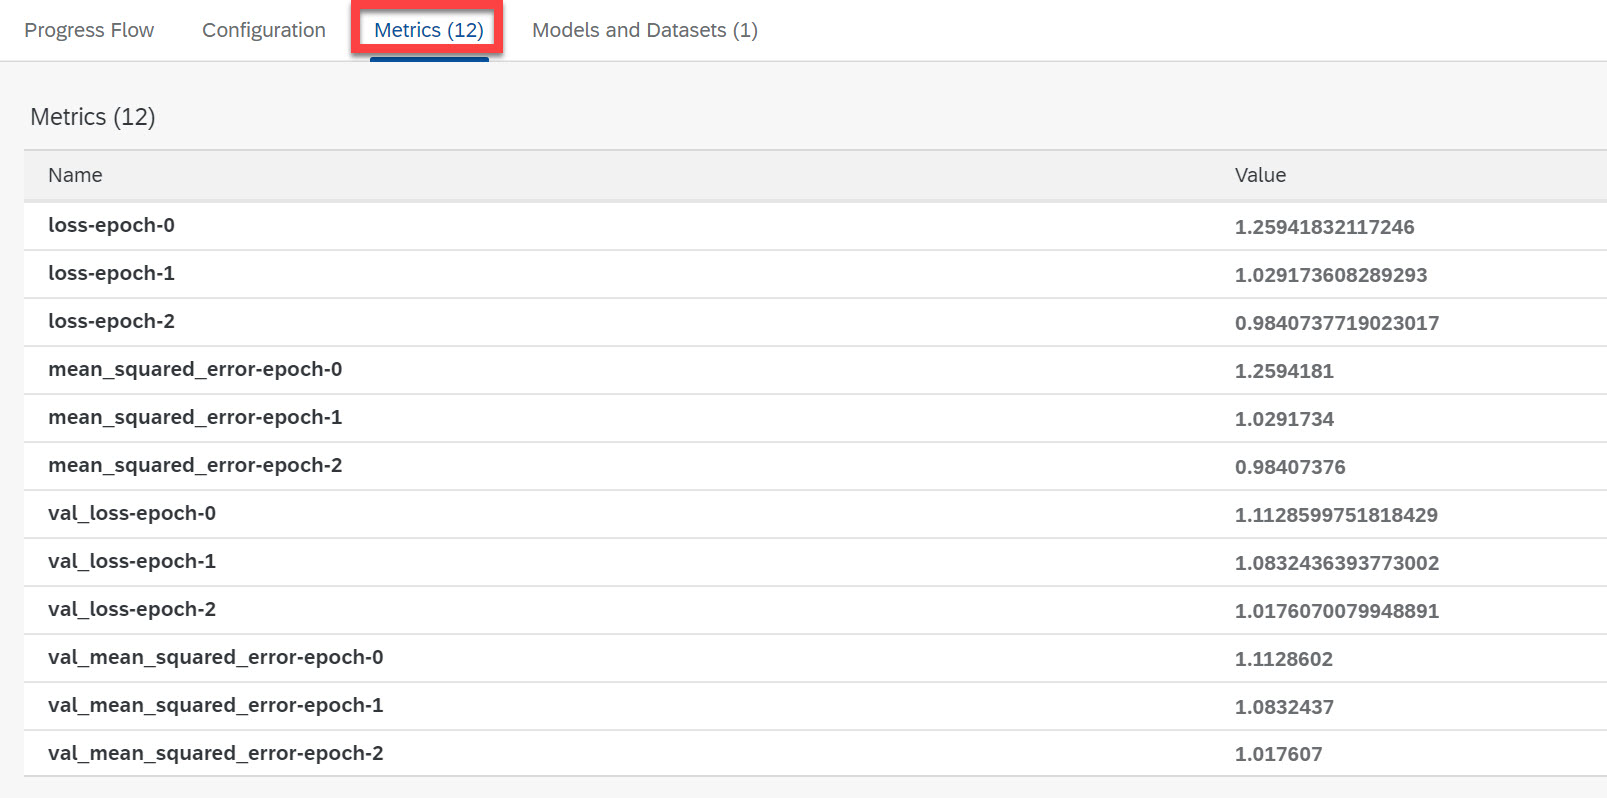 Progress Flow Configuration Metrics (12) Models and Datasets (1)
Metrics (12)
Name Value
loss-epoch-0 1.25941832117246
loss-epoch-1 1.029173608289293
loss-epoch-2 0.9840737719023017
mean_squared_error-epoch-0 1.2594181
mean_squared_error-epoch-1 1.0291734
mean_squared_error-epoch-2 0.98407376
val_loss-epoch-0 1.1128599751818429
val_loss-epoch-1 1.0832436393773002
val_loss-epoch-2 1.0176070079948891
val_mean_squared_error-epoch-0 1.1128602
val_mean_squared_error-epoch-1 1.0832437
val_mean_squared_error-epoch-2 1.017607